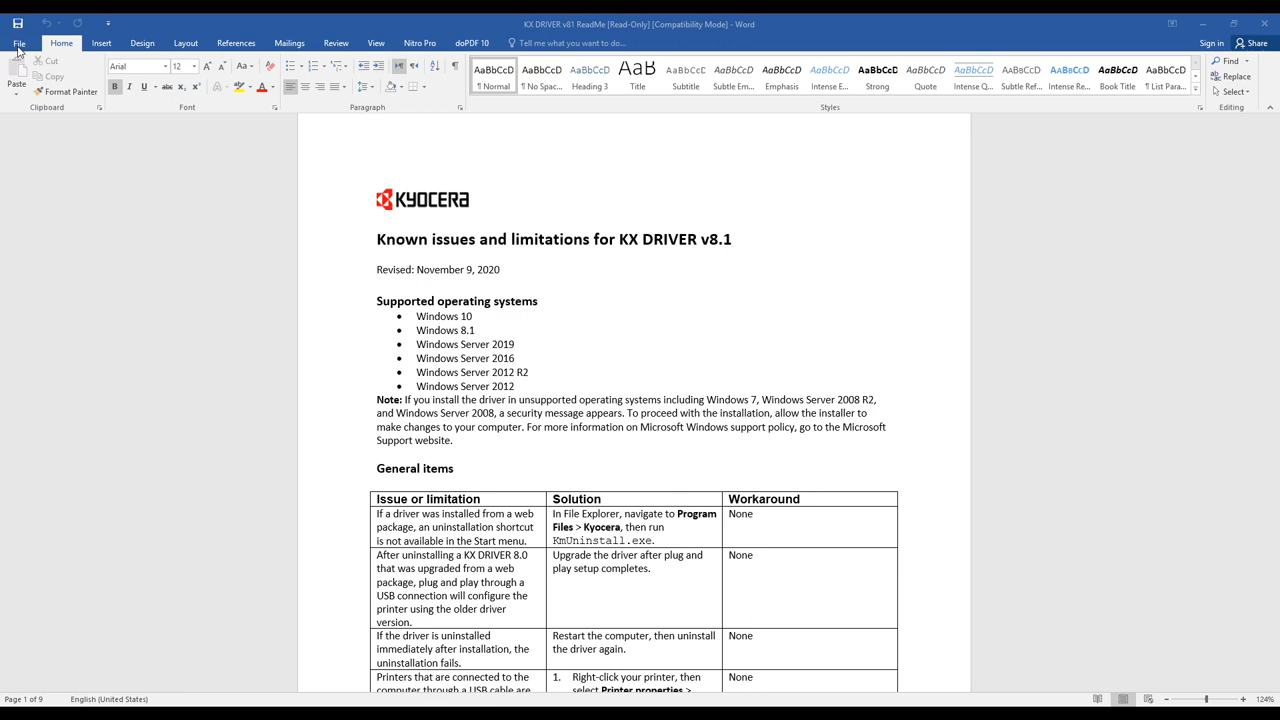 KX DRIVER v81 ReadMe [Read-Only] [Compatibility Mode] - Word
File Home Insert Design Layout References Mailings Review View Nitro Pro doPDF 10 Tell me what you want to do... Sign in Share
Paste
Cut
Copy
Format Painter
Clipboard
Arial 12
Font
Paragraph
AaBbCcD AaBbCcD AaBbCcD AaBb AaBbCcD AaBbCcD AaBbCcD AaBbCcD AaBbCcD AaBbCcD AaBbCcD AaBbCcD AaBbCcD AaBbCcD AaBbCcD
¶ Normal ¶ No Spac... Heading 3 Title Subtitle Subtle Em... Emphasis Intense E... Strong Quote Intense Q... Subtle Ref... Intense Re... Book Title ¶ List Para...
Styles
Find
Replace
Select
Editing
KYOCERA
Known issues and limitations for KX DRIVER v8.1
Revised: November 9, 2020
Supported operating systems
• Windows 10
• Windows 8.1
• Windows Server 2019
• Windows Server 2016
• Windows Server 2012 R2
• Windows Server 2012
Note: If you install the driver in unsupported operating systems including Windows 7, Windows Server 2008 R2,
and Windows Server 2008, a security message appears. To proceed with the installation, allow the installer to
make changes to your computer. For more information on Microsoft Windows support policy, go to the Microsoft
Support website.
General items
Issue or limitation Solution Workaround
If a driver was installed from a web
package, an uninstallation shortcut
is not available in the Start menu.
In File Explorer, navigate to Program
Files > Kyocera, then run
KmUninstall.exe.
None
After uninstalling a KX DRIVER 8.0
that was upgraded from a web
package, plug and play through a
USB connection will configure the
printer using the older driver
version.
Upgrade the driver after plug and
play setup completes.
None
If the driver is uninstalled
immediately after installation, the
uninstallation fails.
Restart the computer, then uninstall
the driver again.
None
Printers that are connected to the
computer through a USB cable are
1. Right-click your printer, then
select Printer properties >
None
Page 1 of 9 English (United States) 124%